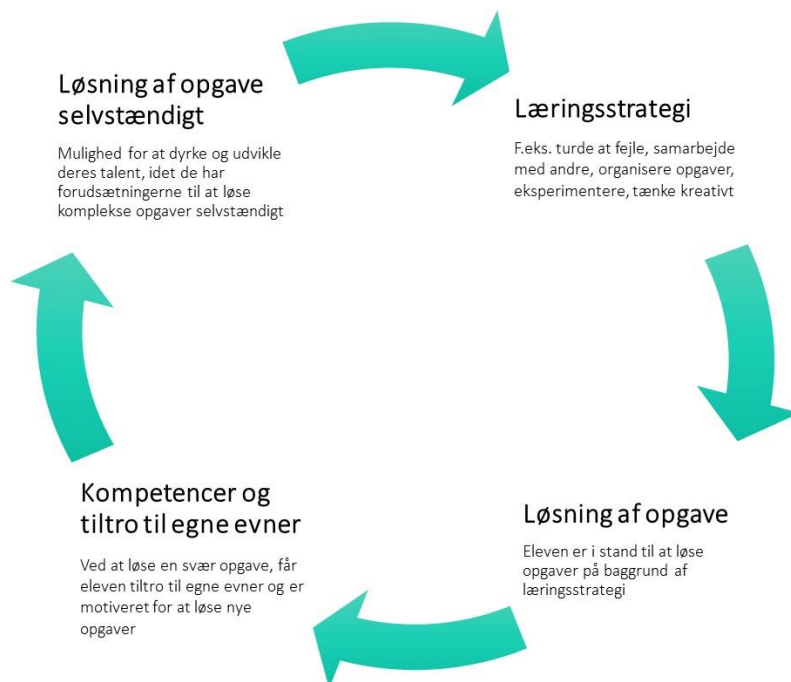 Løsning af opgave
selvstændigt
Mulighed for at dyrke og udvikle
deres talent, idet de har
forudsætningerne til at løse
komplekse opgaver selvstændigt
Læringsstrategi
F.eks. turde at fejle, samarbejde
med andre, organisere opgaver,
eksperimentere, tænke kreativt
Løsning af opgave
Eleven er i stand til at løse
opgaver på baggrund af
læringsstrategi
Kompetencer og
tiltro til egne evner
Ved at løse en svær opgave, får
eleven tiltro til egne evner og er
motiveret for at løse nye
opgaver